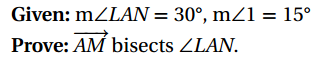 Given: m∠LAN = 30°, m∠1 = 15°
Prove: AM⃗ bisects ∠LAN.